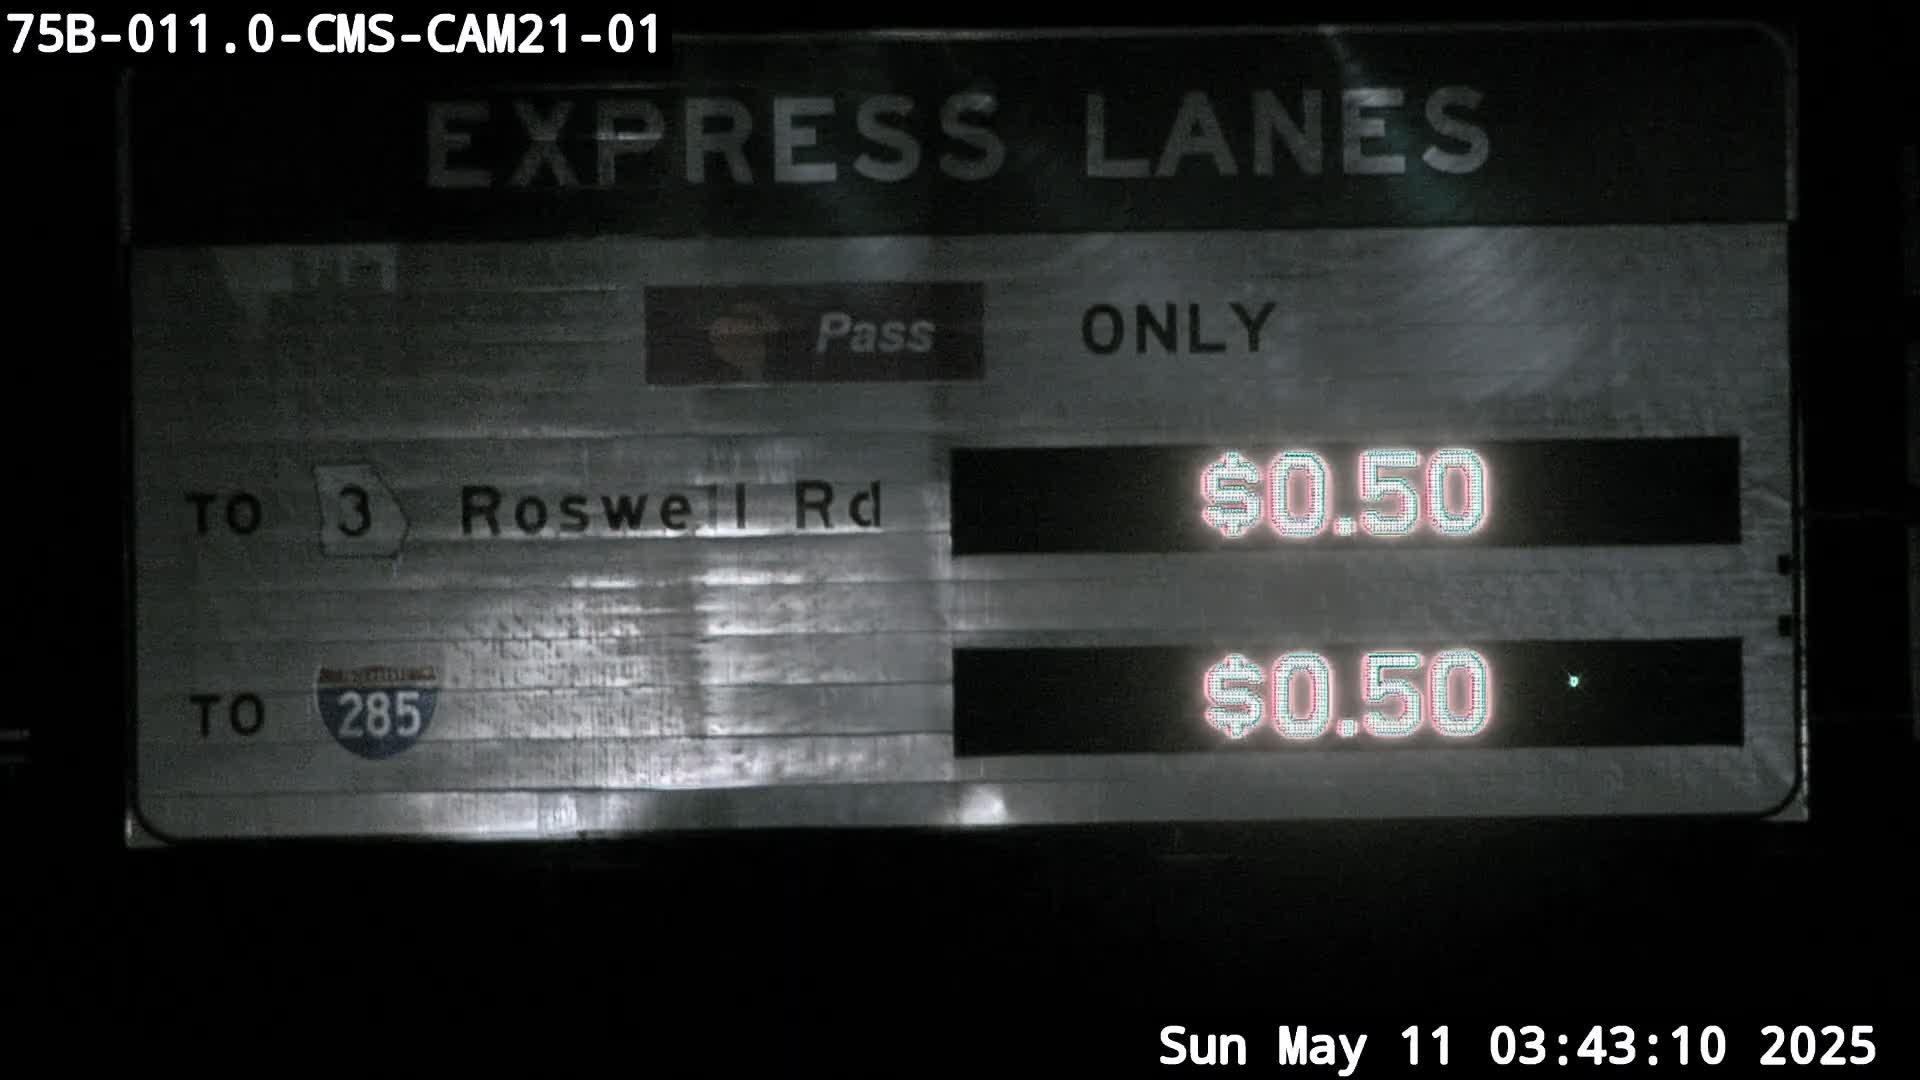 75B-011.0-CMS-CAM21-01
EXPRESS LANES
Pass ONLY
TO 3 Roswell Rd $0.50
TO 285 $0.50
Sun May 11 03:43:10 2025